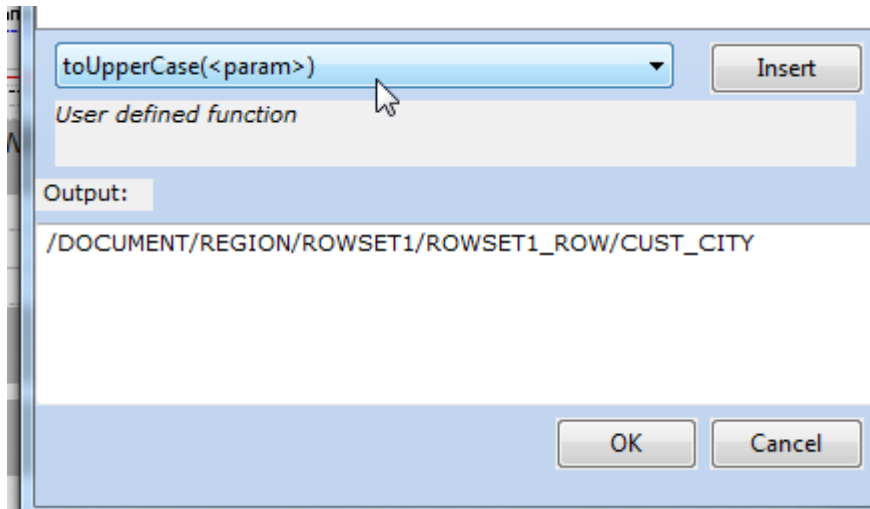 toUpperCase(<param>)
Insert
User defined function
Output:
/DOCUMENT/REGION/ROWSET1/ROWSET1_ROW/CUST_CITY
OK
Cancel